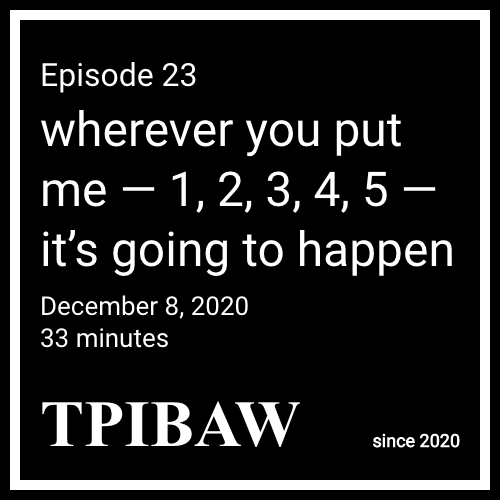 Episode 23
wherever you put
me — 1, 2, 3, 4, 5 —
it’s going to happen
December 8, 2020
33 minutes
TPIBAW
since 2020